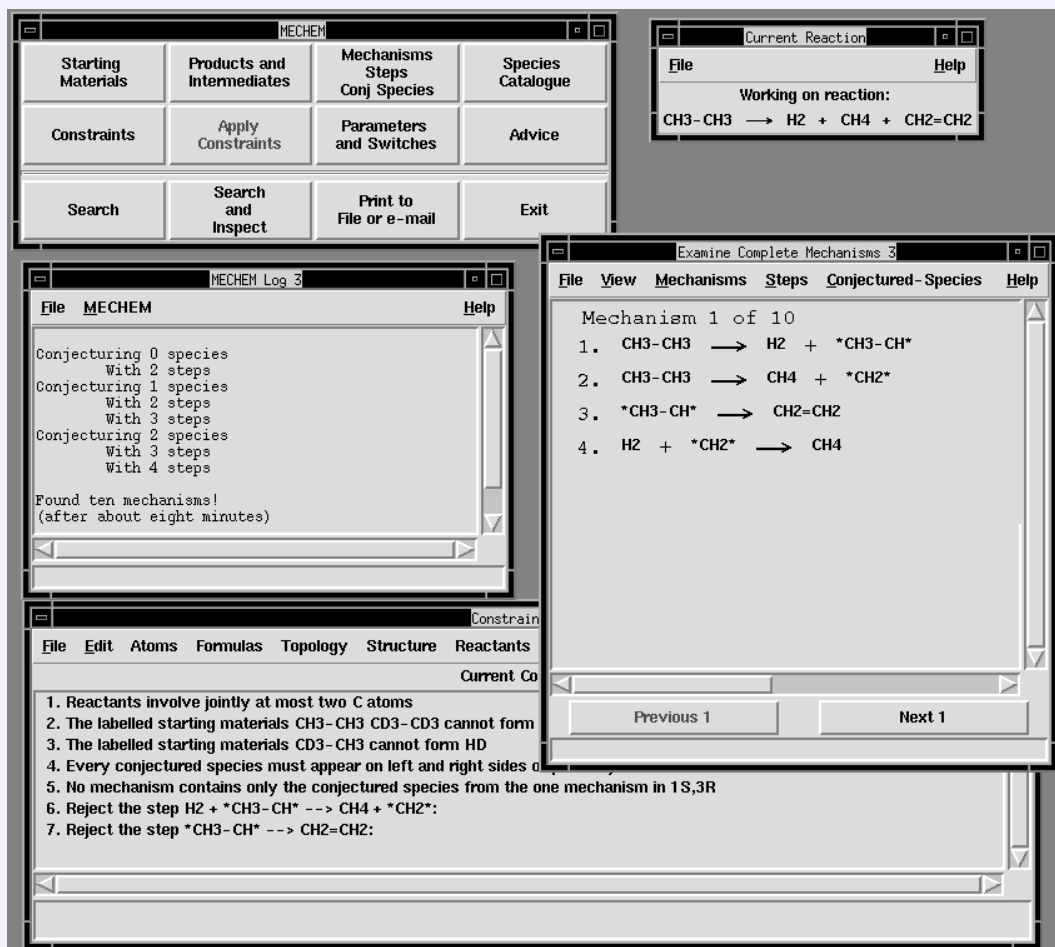 MECHEM
Starting Materials
Products and Intermediates
Mechanisms Steps Conj Species
Species Catalogue
Constraints
Apply Constraints
Parameters and Switches
Advice
Search
Search and Inspect
Print to File or e-mail
Exit
Current Reaction
File Help
Working on reaction:
CH3-CH3 ⟶ H2 + CH4 + CH2=CH2
MECHEM Log 3
File MECHEM Help
Conjecturing 0 species
With 2 steps
Conjecturing 1 species
With 2 steps
With 3 steps
Conjecturing 2 species
With 3 steps
With 4 steps
Found ten mechanisms!
(after about eight minutes)
Examine Complete Mechanisms 3
File View Mechanisms Steps Conjectured-Species Help
Mechanism 1 of 10
1. CH3-CH3 ⟶ H2 + *CH3-CH*
2. CH3-CH3 ⟶ CH4 + *CH2*
3. *CH3-CH* ⟶ CH2=CH2
4. H2 + *CH2* ⟶ CH4
Previous 1 Next 1
Constrain
File Edit Atoms Formulas Topology Structure Reactants
Current Co
1. Reactants involve jointly at most two C atoms
2. The labelled starting materials CH3-CH3 CD3-CD3 cannot form
3. The labelled starting materials CD3-CH3 cannot form HD
4. Every conjectured species must appear on left and right sides
5. No mechanism contains only the conjectured species from the one mechanism in 1S,3R
6. Reject the step H2 + *CH3-CH* --> CH4 + *CH2*:
7. Reject the step *CH3-CH* --> CH2=CH2: